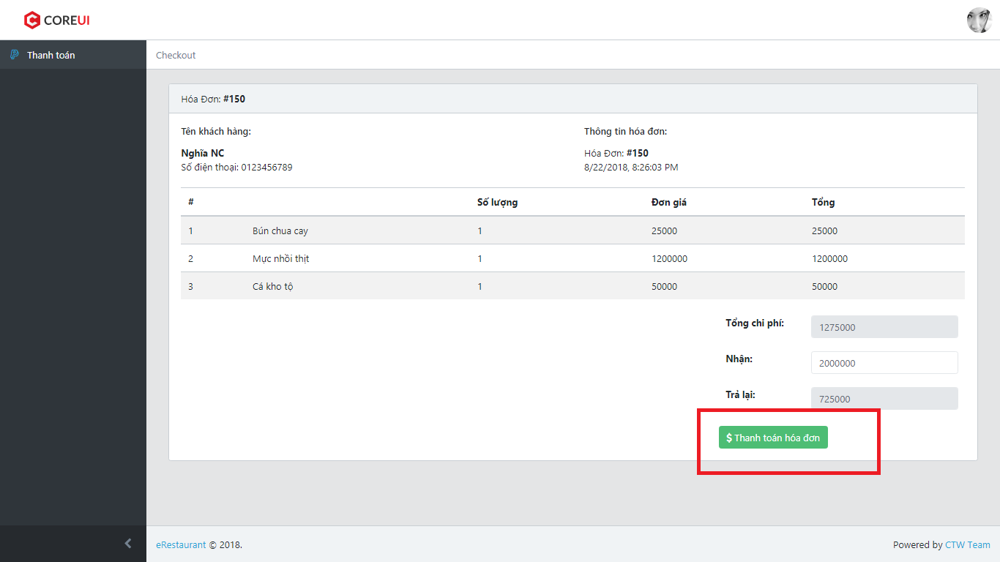 COREUI
Thanh toán
Checkout
Hóa Đơn: #150
Tên khách hàng:
Thông tin hóa đơn:
Nghĩa NC
Hóa Đơn: #150
Số điện thoại: 0123456789
8/22/2018, 8:26:03 PM
# Số lượng Đơn giá Tổng
1 Bún chua cay 1 25000 25000
2 Mực nhồi thịt 1 1200000 1200000
3 Cá kho tộ 1 50000 50000
Tổng chi phí: 1275000
Nhận: 2000000
Trả lại: 725000
$ Thanh toán hóa đơn
eRestaurant © 2018.
Powered by CTW Team